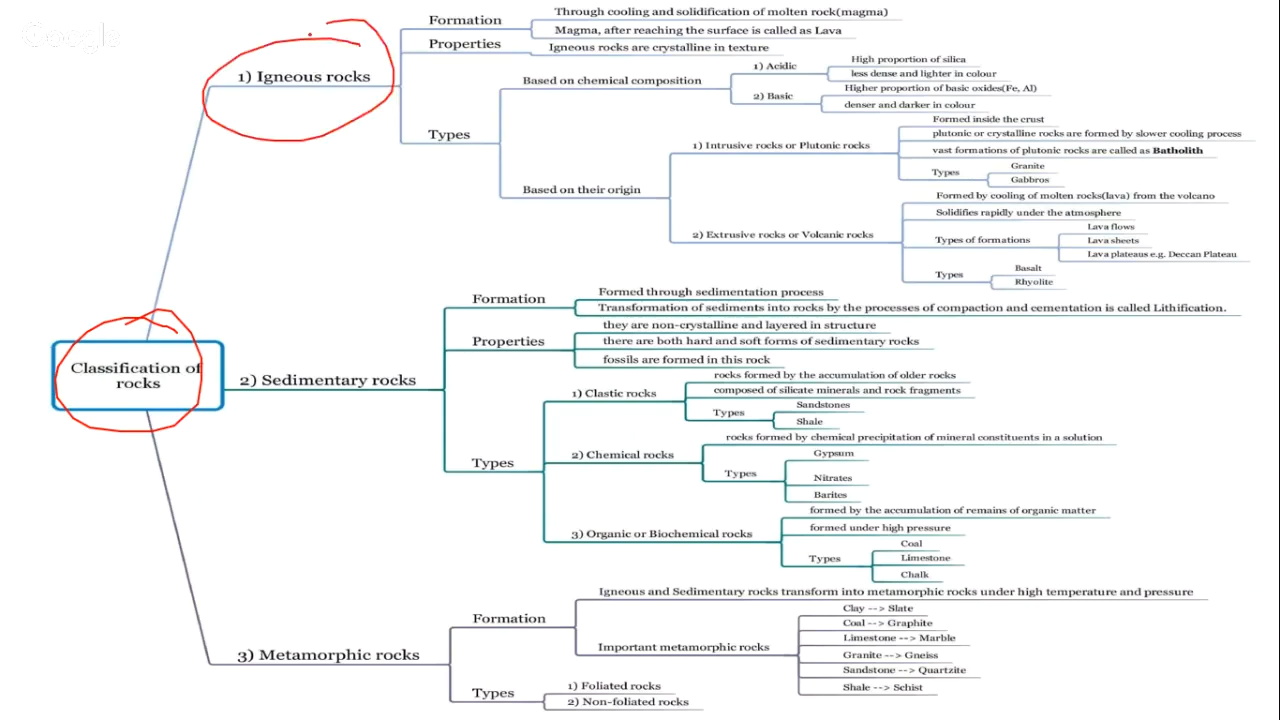 Google
Classification of
rocks
1) Igneous rocks
Formation
Through cooling and solidification of molten rock(magma)
Magma, after reaching the surface is called as Lava
Properties
Igneous rocks are crystalline in texture
Types
Based on chemical composition
1) Acidic
High proportion of silica
less dense and lighter in colour
2) Basic
Higher proportion of basic oxides(Fe, Al)
denser and darker in colour
Based on their origin
1) Intrusive rocks or Plutonic rocks
Formed inside the crust
plutonic or crystalline rocks are formed by slower cooling process
vast formations of plutonic rocks are called as Batholith
Types
Granite
Gabbros
2) Extrusive rocks or Volcanic rocks
Formed by cooling of molten rocks(lava) from the volcano
Solidifies rapidly under the atmosphere
Types of formations
Lava flows
Lava sheets
Lava plateaus e.g. Deccan Plateau
Types
Basalt
Rhyolite
2) Sedimentary rocks
Formation
Formed through sedimentation process
Transformation of sediments into rocks by the processes of compaction and cementation is called Lithification.
Properties
they are non-crystalline and layered in structure
there are both hard and soft forms of sedimentary rocks
fossils are formed in this rock
Types
1) Clastic rocks
rocks formed by the accumulation of older rocks
composed of silicate minerals and rock fragments
Types
Sandstones
Shale
2) Chemical rocks
rocks formed by chemical precipitation of mineral constituents in a solution
Types
Gypsum
Nitrates
Barites
3) Organic or Biochemical rocks
formed by the accumulation of remains of organic matter
formed under high pressure
Types
Coal
Limestone
Chalk
3) Metamorphic rocks
Formation
Igneous and Sedimentary rocks transform into metamorphic rocks under high temperature and pressure
Important metamorphic rocks
Clay --> Slate
Coal --> Graphite
Limestone --> Marble
Granite --> Gneiss
Sandstone --> Quartzite
Shale --> Schist
Types
1) Foliated rocks
2) Non-foliated rocks